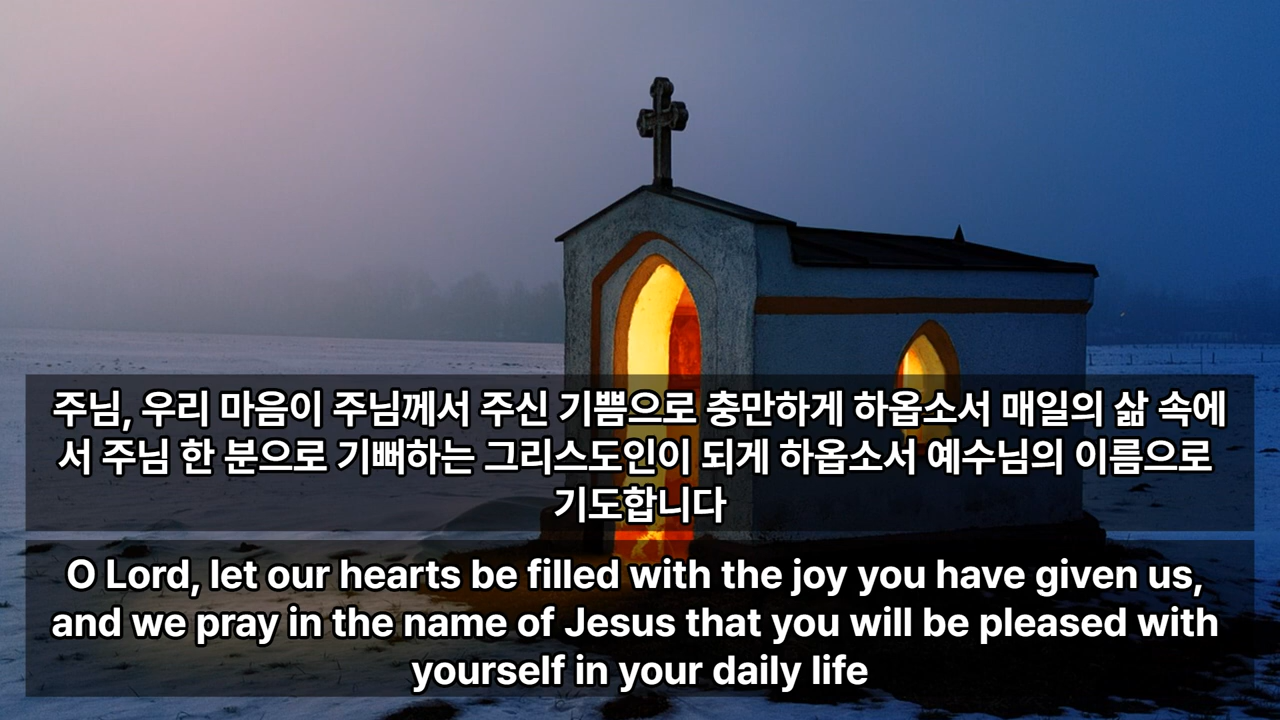 주님, 우리 마음이 주님께서 주신 기쁨으로 충만하게 하옵소서 매일의 삶 속에
서 주님 한 분으로 기뻐하는 그리스도인이 되게 하옵소서 예수님의 이름으로
기도합니다
O Lord, let our hearts be filled with the joy you have given us,
and we pray in the name of Jesus that you will be pleased with
yourself in your daily life